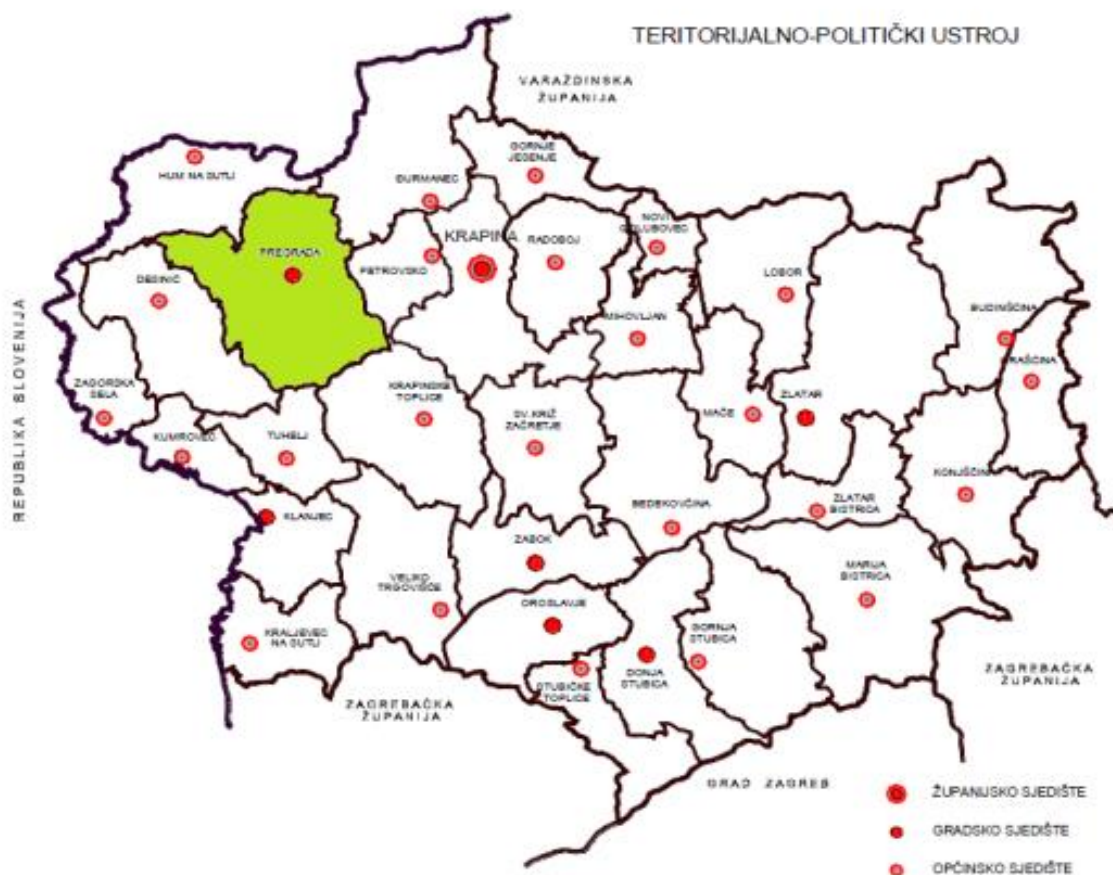 TERITORIJALNO-POLITIČKI USTROJ
VARAŽDINSKA
ŽUPANIJA
GORNJE
JESENJE
HUM NA SUTLI
ĐURMANEC
NOVI
GOLUBOVEC
KRAPINA
RADOBOJ
PREGRADA
PETROVSKO
LOBOR
DESINIĆ
BUDINŠČINA
MIHOVLJAN
HRAŠĆINA
REPUBLIKA SLOVENIJA
ZAGORSKA
SELA
KRAPINSKE
TOPLICE
SV. KRIŽ
ZAČRETJE
MAČE
ZLATAR
KUMROVEC
TUHELJ
KONJŠČINA
ZLATAR
BISTRICA
BEDEKOVČINA
KLANJEC
ZABOK
MARIJA
BISTRICA
VELIKO
TRGOVIŠĆE
OROSLAVJE
GORNJA
STUBICA
KRALJEVEC
NA SUTLI
DONJA
STUBICA
STUBIČKE
TOPLICE
ZAGREBAČKA
ŽUPANIJA
ZAGREBAČKA
ŽUPANIJA
GRAD ZAGREB
ŽUPANIJSKO SJEDIŠTE
GRADSKO SJEDIŠTE
OPĆINSKO SJEDIŠTE